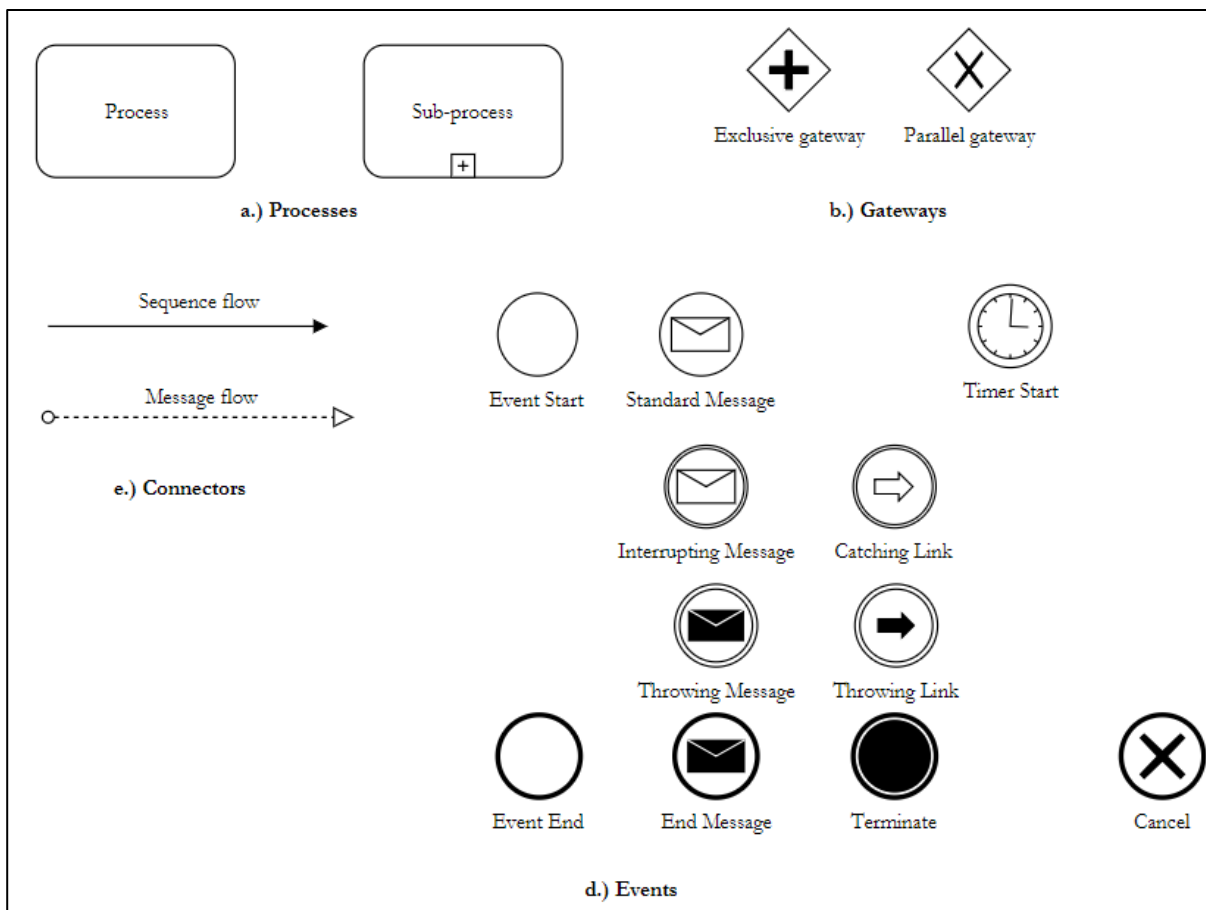 Process
Sub-process
+
Exclusive gateway
Parallel gateway
a.) Processes
b.) Gateways
Sequence flow
Message flow
e.) Connectors
Event Start
Standard Message
Timer Start
Interrupting Message
Catching Link
Throwing Message
Throwing Link
Event End
End Message
Terminate
Cancel
d.) Events